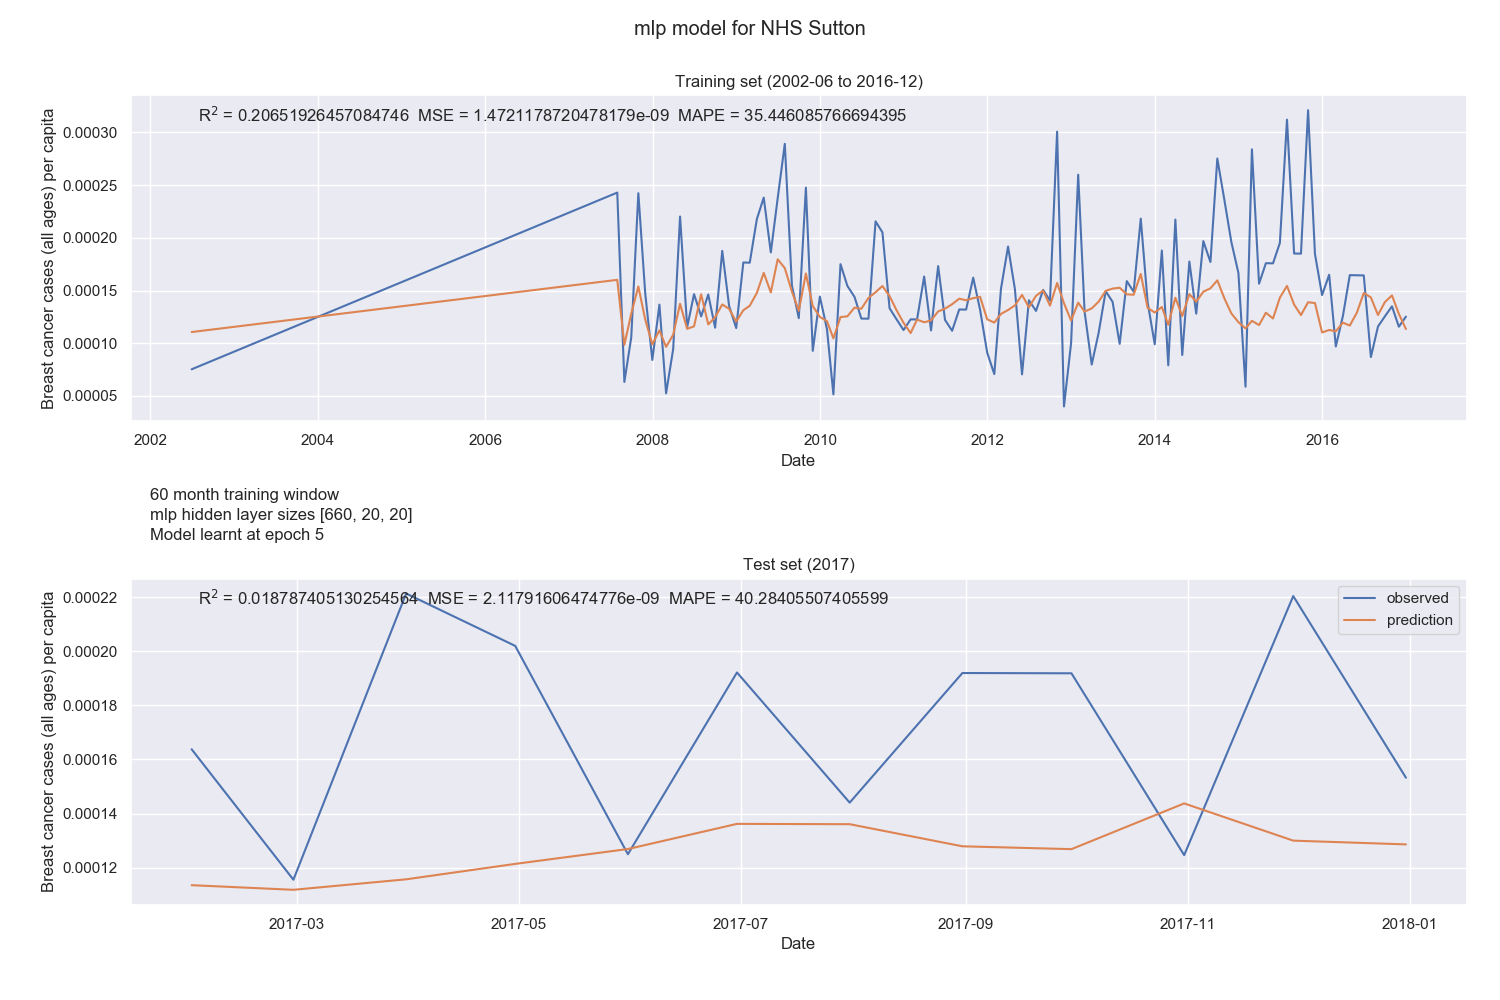 mlp model for NHS Sutton
Training set (2002-06 to 2016-12)
R² = 0.20651926457084746 MSE = 1.4721178720478179e-09 MAPE = 35.446085766694395
Breast cancer cases (all ages) per capita
0.00030
0.00025
0.00020
0.00015
0.00010
0.00005
2002 2004 2006 2008 2010 2012 2014 2016
Date
60 month training window
mlp hidden layer sizes [660, 20, 20]
Model learnt at epoch 5
Test set (2017)
R² = 0.018787405130254564 MSE = 2.11791606474776e-09 MAPE = 40.28405507405599
observed
prediction
Breast cancer cases (all ages) per capita
0.00022
0.00020
0.00018
0.00016
0.00014
0.00012
2017-03 2017-05 2017-07 2017-09 2017-11 2018-01
Date